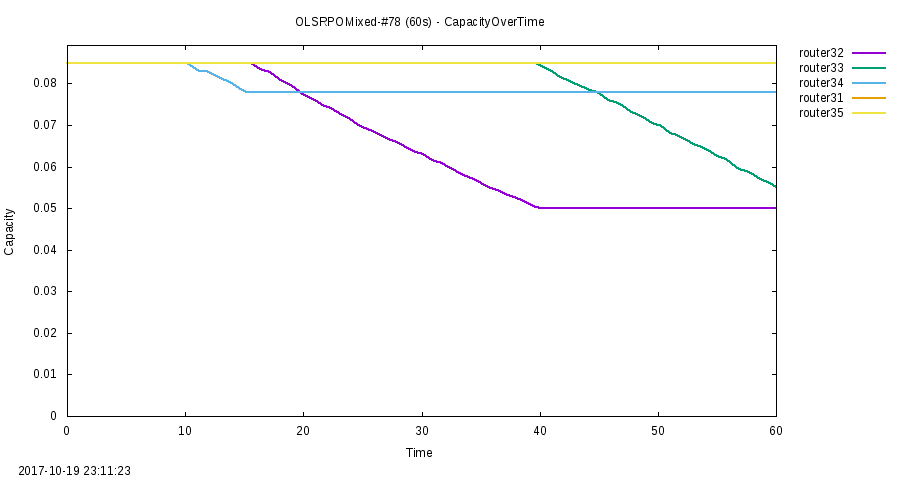 OLSRPOMixed-#78 (60s) - CapacityOverTime
router32
router33
router34
router31
router35
0.08
0.07
0.06
0.05
0.04
0.03
0.02
0.01
0
Capacity
0 10 20 30 40 50 60
Time
2017-10-19 23:11:23